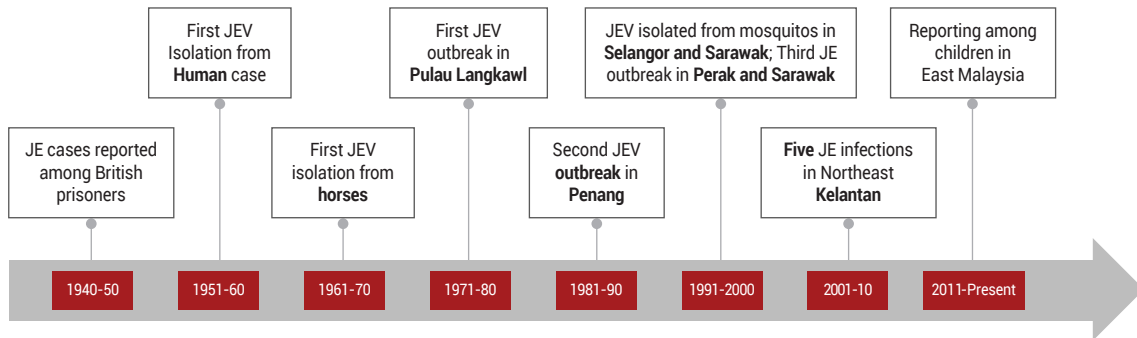 First JEV
Isolation from
Human case
First JEV
outbreak in
Pulau Langkawl
JEV isolated from mosquitos in
Selangor and Sarawak; Third JE
outbreak in Perak and Sarawak
Reporting among
children in
East Malaysia
JE cases reported
among British
prisoners
First JEV
isolation from
horses
Second JEV
outbreak in
Penang
Five JE infections
in Northeast
Kelantan
1940-50
1951-60
1961-70
1971-80
1981-90
1991-2000
2001-10
2011-Present